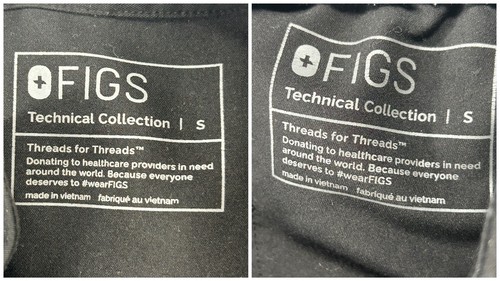 FIGS
Technical Collection | S
Threads for Threads™
Donating to healthcare providers in need
around the world. Because everyone
deserves to #wearFIGS
made in vietnam fabriqué au vietnam
FIGS
Technical Collection | S
Threads for Threads™
Donating to healthcare providers in need
around the world. Because everyone
deserves to #wearFIGS
made in vietnam fabriqué au vietnam